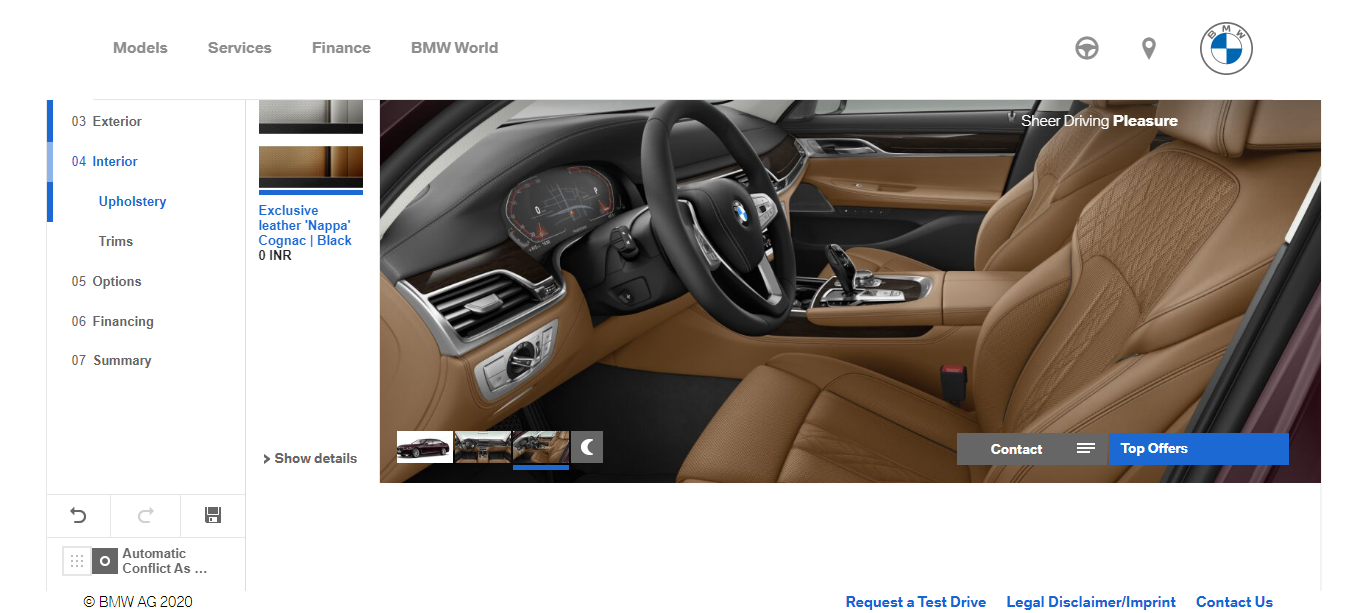 Models Services Finance BMW World
BMW
03 Exterior
04 Interior
Upholstery
Trims
05 Options
06 Financing
07 Summary
Exclusive
leather 'Nappa'
Cognac | Black
0 INR
Show details
Sheer Driving Pleasure
Contact
Top Offers
Automatic
Conflict As ...
© BMW AG 2020
Request a Test Drive Legal Disclaimer/Imprint Contact Us